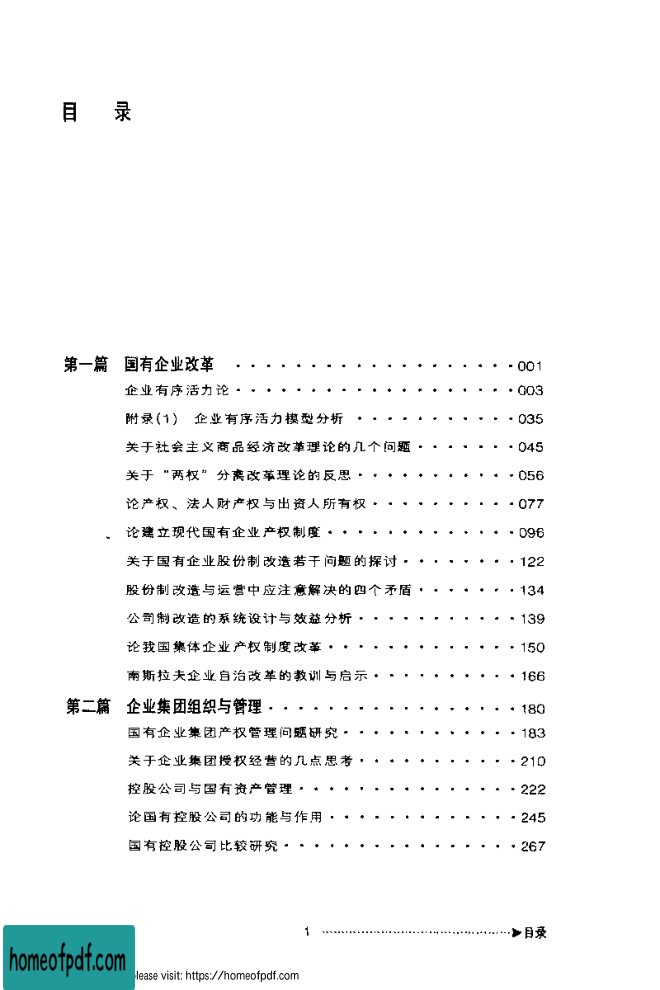 目 录
第一篇 国有企业改革 ···················001
企业有序活力论···················003
附录(1) 企业有序活力模型分析 ···········035
关于社会主义商品经济改革理论的几个问题·······045
关于“两权”分离改革理论的反思···········056
论产权、法人财产权与出资人所有权··········077
论建立现代国有企业产权制度·············096
关于国有企业股份制改造若干问题的探讨········122
股份制改造与运营中应注意解决的四个矛盾·······134
公司制改造的系统设计与效益分析···········139
论我国集体企业产权制度改革·············150
南斯拉夫企业自治改革的教训与启示··········166
第二篇 企业集团组织与管理·················180
国有企业集团产权管理问题研究············183
关于企业集团授权经营的几点思考···········210
控股公司与国有资产管理···············222
论国有控股公司的功能与作用·············245
国有控股公司比较研究················267
1 ···················▶目录
homeofpdf.com
lease visit: https://homeofpdf.com